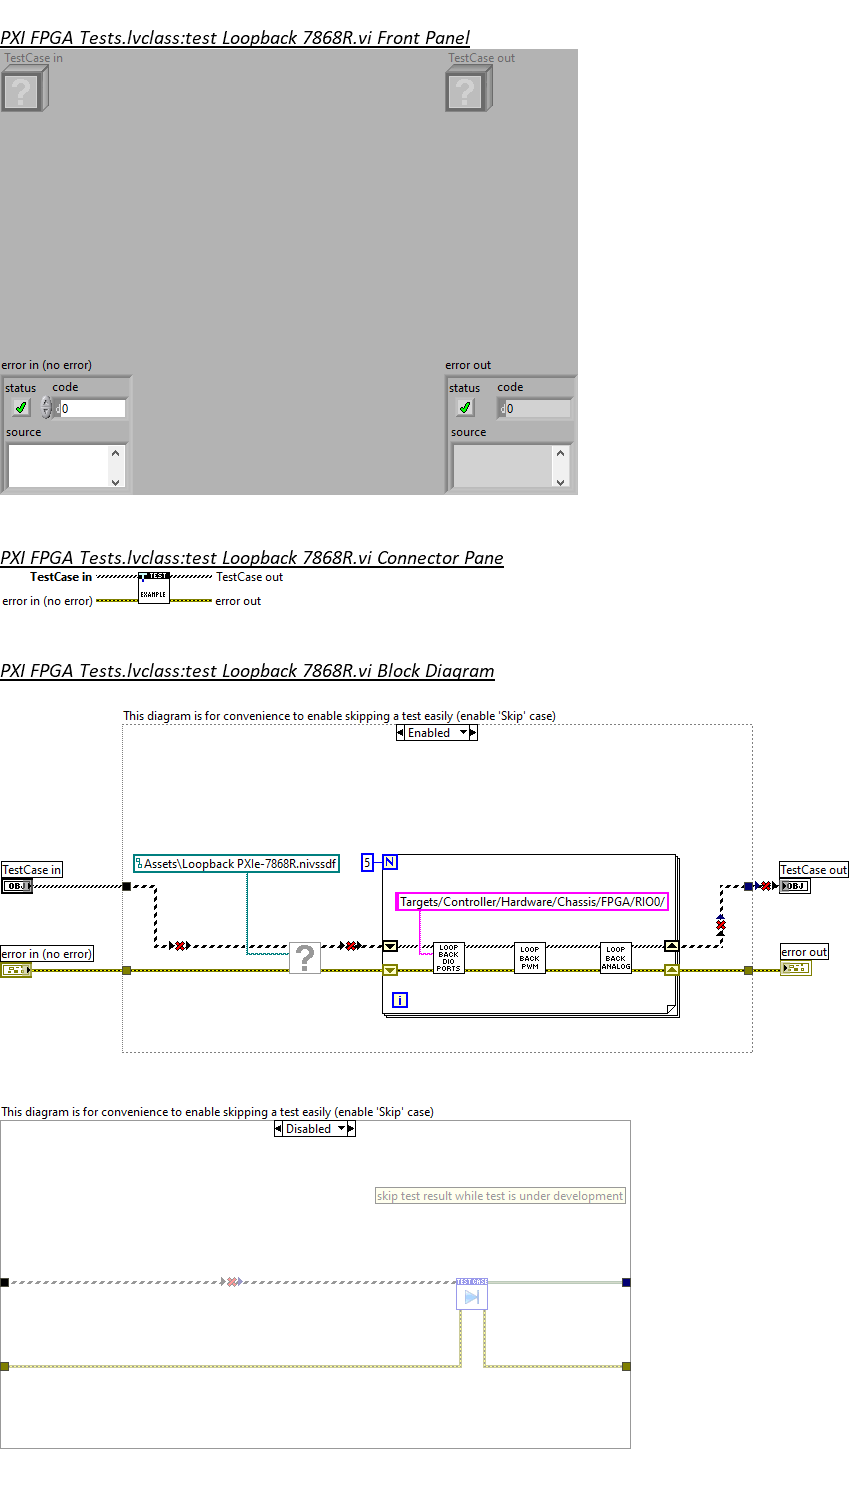 PXI FPGA Tests.lvclass:test Loopback 7868R.vi Front Panel
TestCase in
TestCase out
?
?
error in (no error)
error out
status
code
status
code
d
0
d
0
source
source
PXI FPGA Tests.lvclass:test Loopback 7868R.vi Connector Pane
TestCase in
TEST
TestCase out
error in (no error)
EXAMPLE
error out
PXI FPGA Tests.lvclass:test Loopback 7868R.vi Block Diagram
This diagram is for convenience to enable skipping a test easily (enable 'Skip' case)
Enabled
Assets\Loopback PXIe-7868R.nivssdf
5
N
TestCase in
TestCase out
OBJ
OBJ
Targets/Controller/Hardware/Chassis/FPGA/RIO0/
error in (no error)
error out
?
LOOP
BACK
DIO
PORTS
LOOP
BACK
PWM
LOOP
BACK
ANALOG
i
This diagram is for convenience to enable skipping a test easily (enable 'Skip' case)
Disabled
skip test result while test is under development
TEST CASE